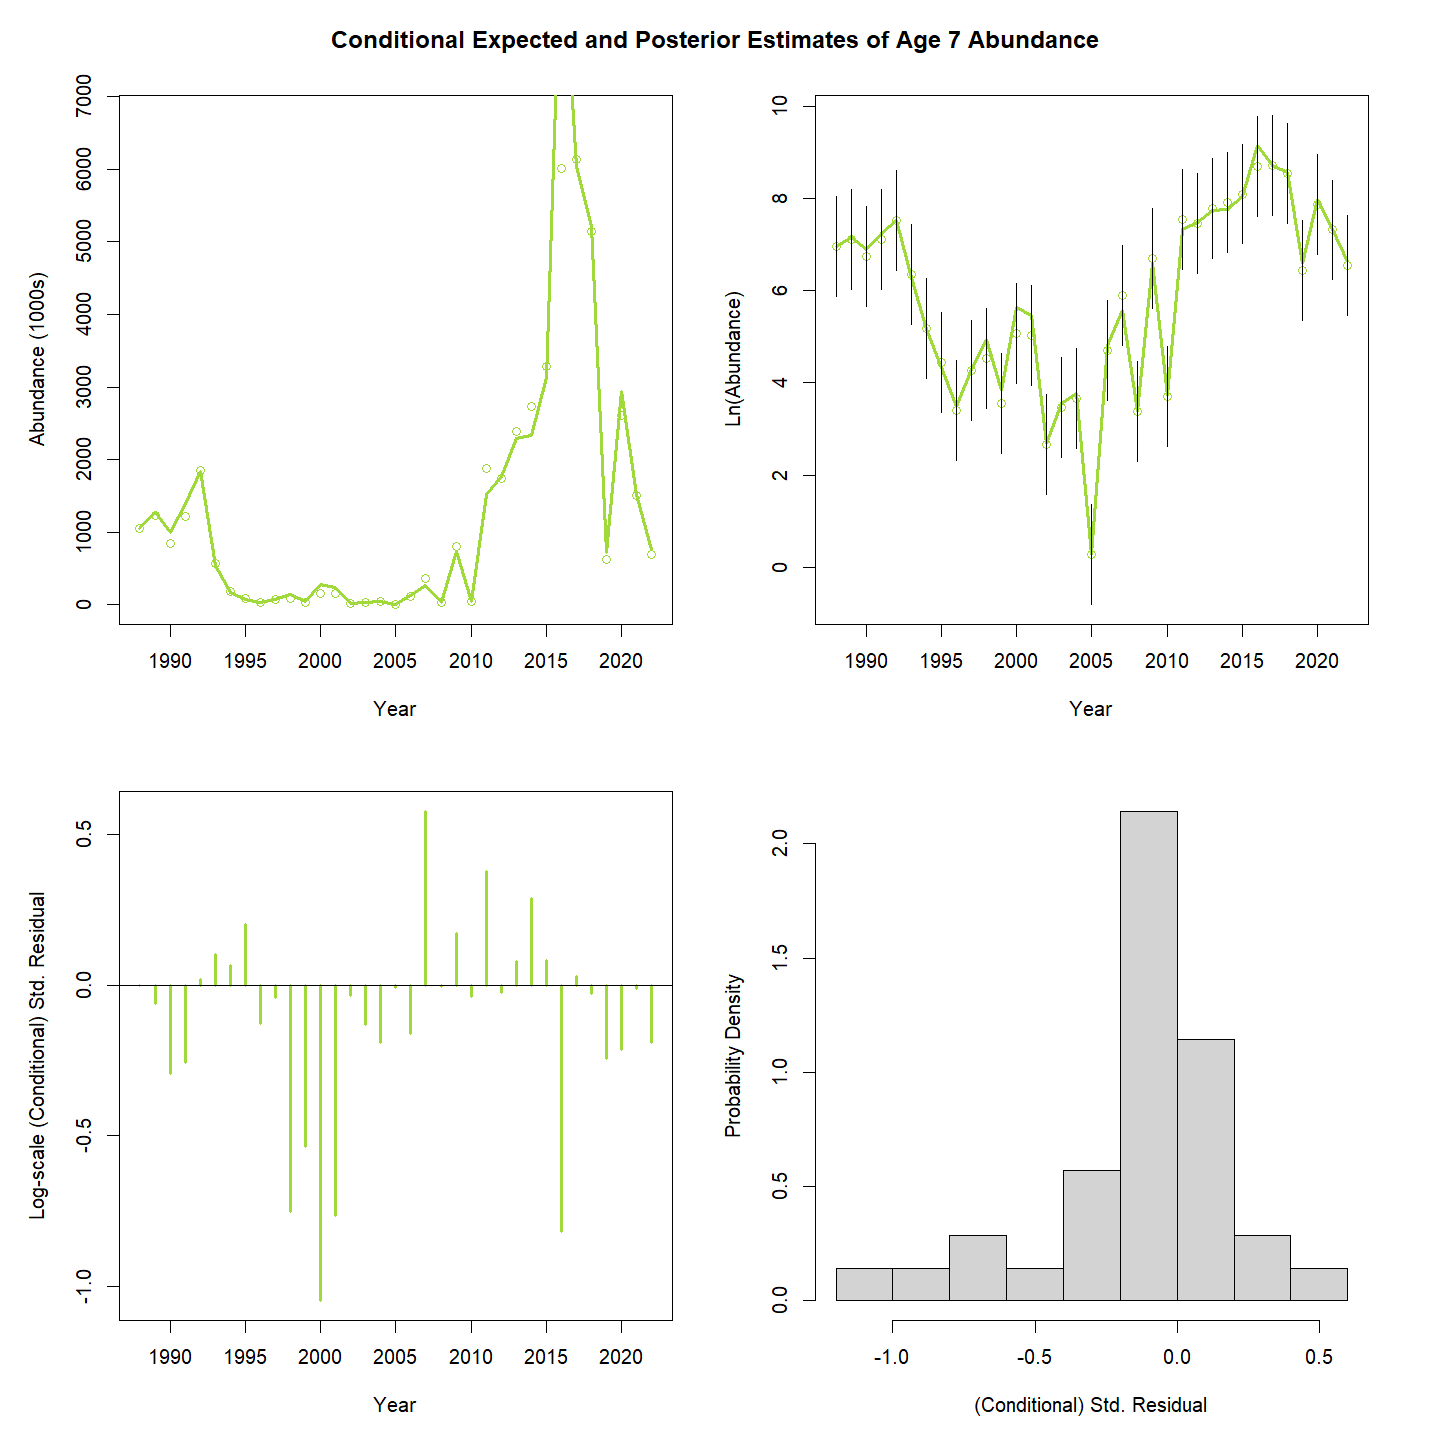 Conditional Expected and Posterior Estimates of Age 7 Abundance
Abundance (1000s)
7000
6000
5000
4000
3000
2000
1000
0
1990 1995 2000 2005 2010 2015 2020
Year
Ln(Abundance)
10
8
6
4
2
0
1990 1995 2000 2005 2010 2015 2020
Year
Log-scale (Conditional) Std. Residual
0.5
0.0
-0.5
-1.0
1990 1995 2000 2005 2010 2015 2020
Year
Probability Density
2.0
1.5
1.0
0.5
0.0
-1.0 -0.5 0.0 0.5
(Conditional) Std. Residual